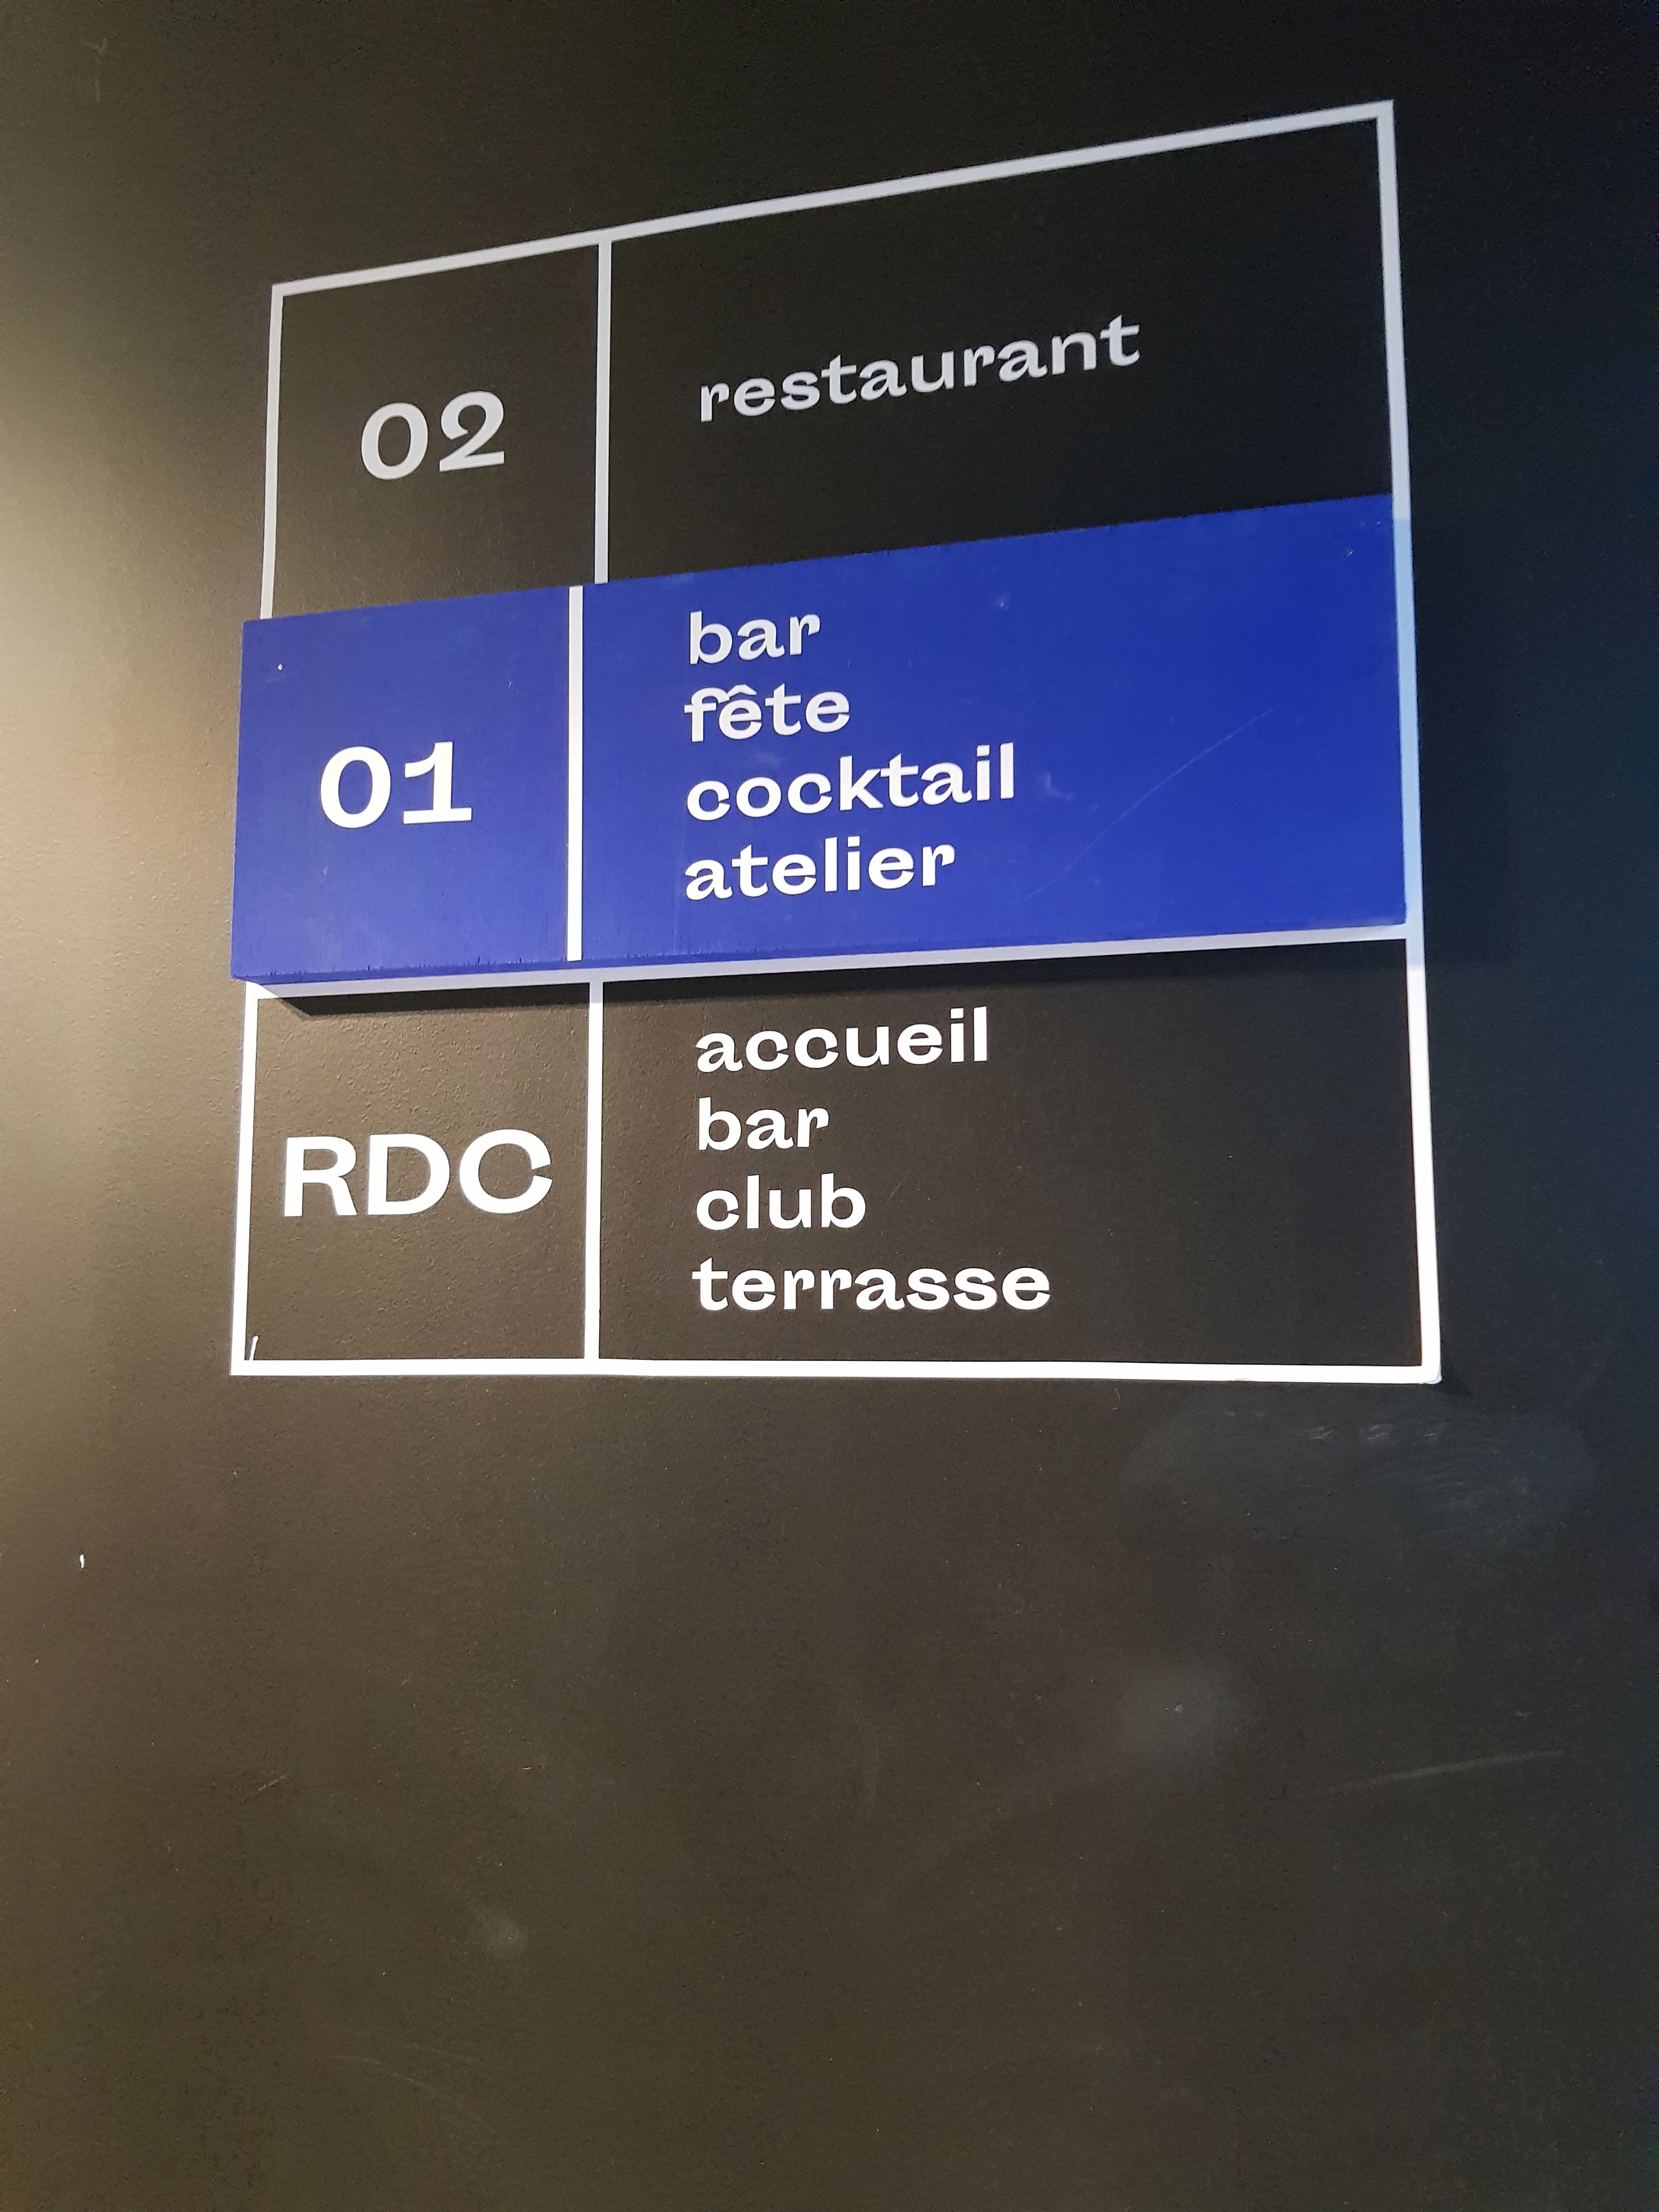 02
restaurant
01
bar
fête
cocktail
atelier
RDC
accueil
bar
club
terrasse